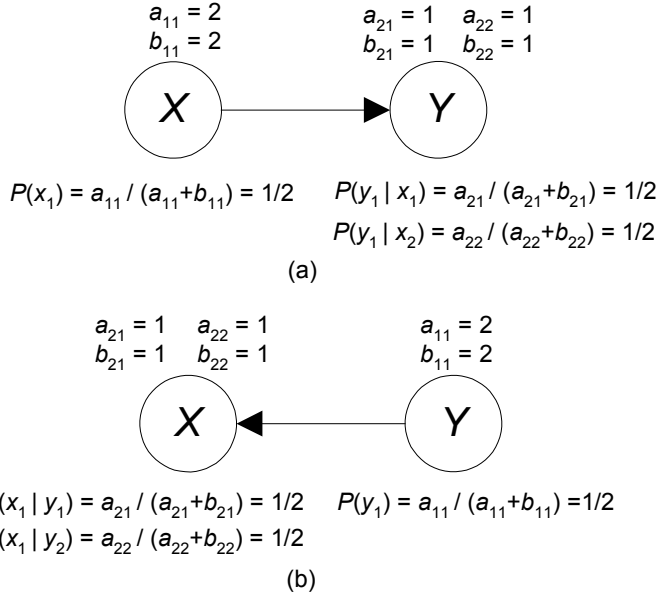 a₁₁ = 2
b₁₁ = 2
a₂₁ = 1 a₂₂ = 1
b₂₁ = 1 b₂₂ = 1
X Y
P(x₁) = a₁₁ / (a₁₁+b₁₁) = 1/2 P(y₁ | x₁) = a₂₁ / (a₂₁+b₂₁) = 1/2
P(y₁ | x₂) = a₂₂ / (a₂₂+b₂₂) = 1/2
(a)
a₂₁ = 1 a₂₂ = 1
b₂₁ = 1 b₂₂ = 1
a₁₁ = 2
b₁₁ = 2
X Y
(x₁ | y₁) = a₂₁ / (a₂₁+b₂₁) = 1/2 P(y₁) = a₁₁ / (a₁₁+b₁₁) =1/2
(x₁ | y₂) = a₂₂ / (a₂₂+b₂₂) = 1/2
(b)